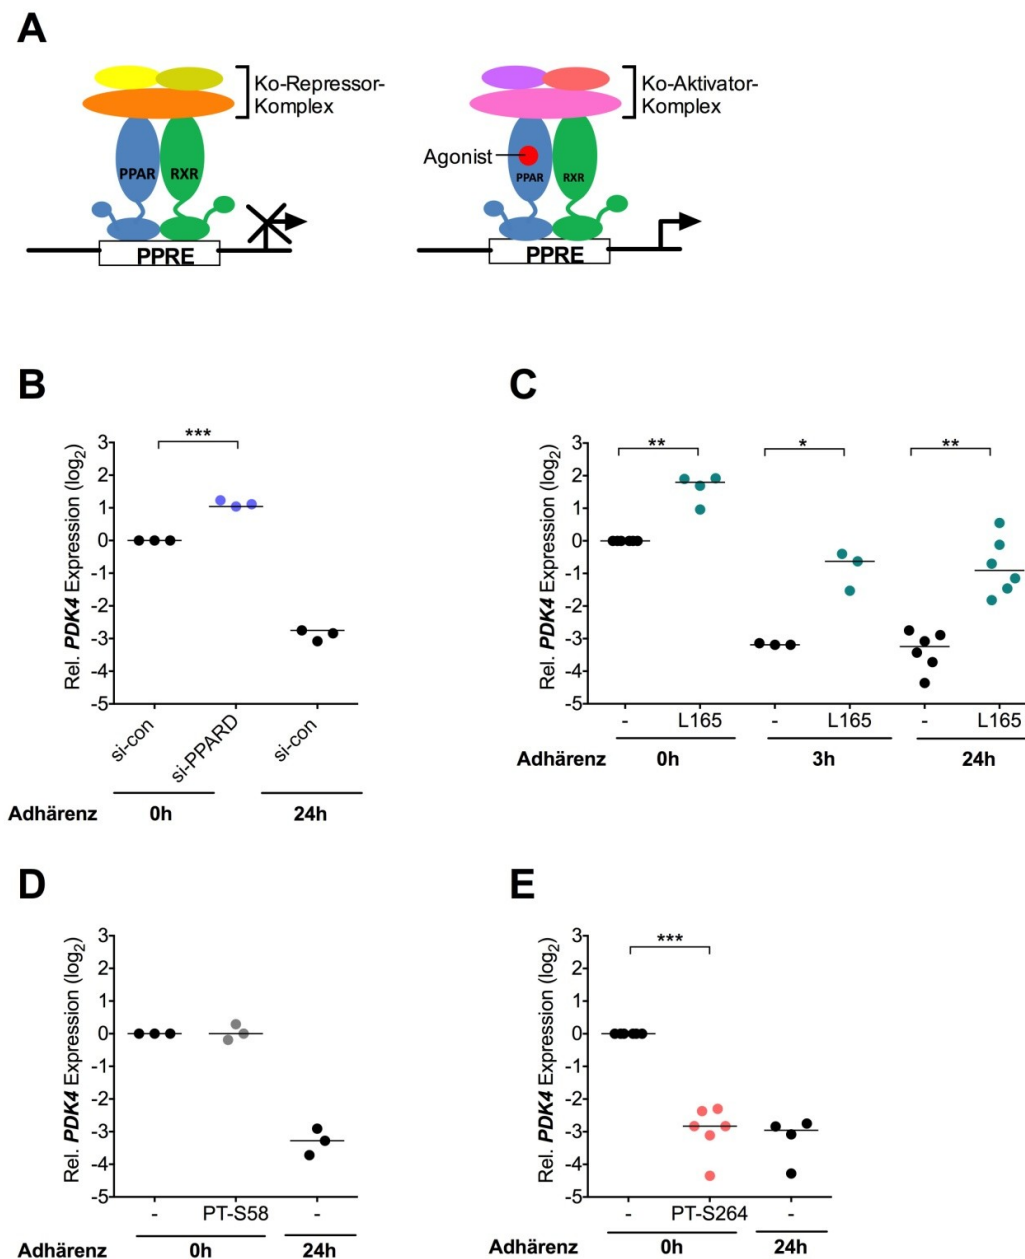 A
Ko-Repressor-
Komplex
PPAR RXR
PPRE
Ko-Aktivator-
Komplex
Agonist
PPAR RXR
PPRE
B
Rel. PDK4 Expression (log2)
***
3
2
1
0
-1
-2
-3
-4
-5
si-con si-PPARD si-con
Adhärenz 0h 24h
C
Rel. PDK4 Expression (log2)
** * **
3
2
1
0
-1
-2
-3
-4
-5
- L165 - L165 - L165
Adhärenz 0h 3h 24h
D
Rel. PDK4 Expression (log2)
3
2
1
0
-1
-2
-3
-4
-5
- PT-S58 -
Adhärenz 0h 24h
E
Rel. PDK4 Expression (log2)
***
3
2
1
0
-1
-2
-3
-4
-5
- PT-S264 -
Adhärenz 0h 24h